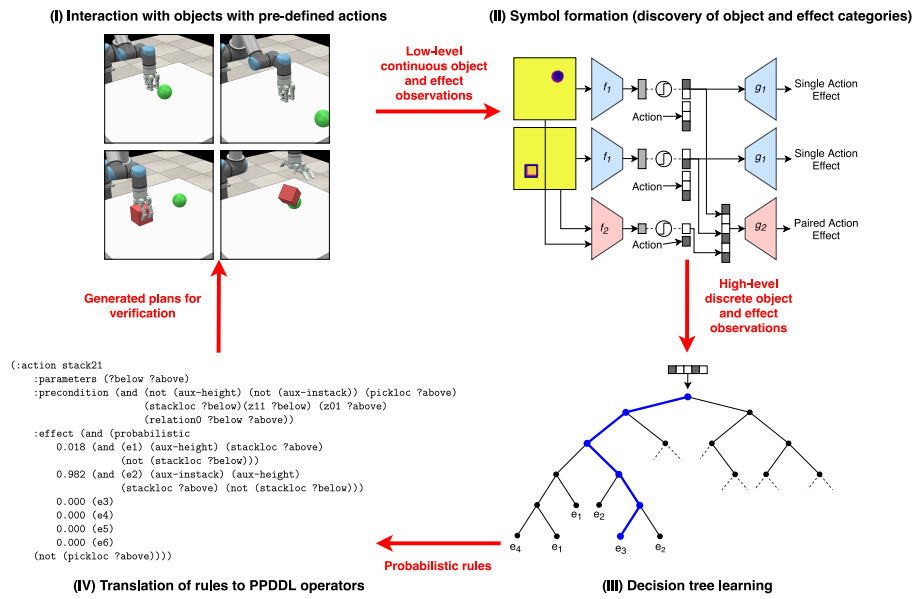 (I) Interaction with objects with pre-defined actions
(II) Symbol formation (discovery of object and effect categories)
Low-level
continuous object
and effect
observations
f1
Action
g1
Single Action
Effect
f1
Action
g1
Single Action
Effect
f2
Action
g2
Paired Action
Effect
Generated plans for
verification
High-level
discrete object
and effect
observations
(:action stack21
:parameters (?below ?above)
:precondition (and (not (aux-height) (not (aux-instack)) (pickloc ?above)
(stackloc ?below)(z11 ?below) (z01 ?above)
(relation0 ?below ?above))
:effect (and (probabilistic
0.018 (and (e1) (aux-height) (stackloc ?above)
(not (stackloc ?below)))
0.982 (and (e2) (aux-instack) (aux-height)
(stackloc ?above) (not (stackloc ?below)))
0.000 (e3)
0.000 (e4)
0.000 (e5)
0.000 (e6)
(not (pickloc ?above))))
e1
e2
e4
e1
e3
e2
Probabilistic rules
(IV) Translation of rules to PPDDL operators
(III) Decision tree learning